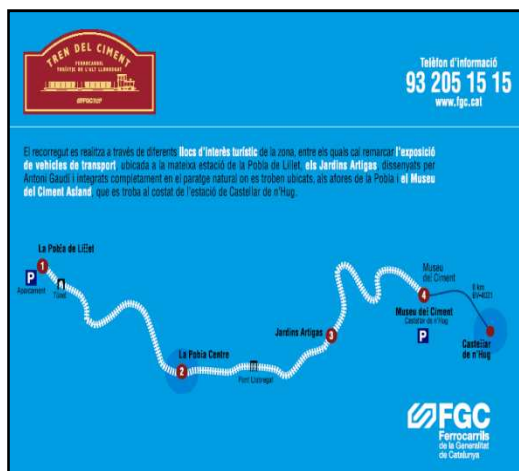 TREN DEL CIMENT
FERROCARRIL
TURÍSTIC DE L'ALT LLOBREGAT
Telèfon d'informació
93 205 15 15
www.fgc.cat
El recorregut es realitza a través de diferents llocs d'interès turístic de la zona, entre els quals cal remarcar l'exposició
de vehicles de transport, ubicada a la mateixa estació de la Pobla de Lillet, els Jardins Artigas, dissenyats per
Antoni Gaudí i integrats completament en el paratge natural on es troben ubicats, als afores de la Pobla i el Museu
del Ciment Asland, que es troba al costat de l'estació de Castellar de n'Hug.
La Pobla de Lillet
1
P
Aparcament
Túnel
La Pobla Centre
2
Pont Llobregat
Jardins Artigas
3
Museu
del Ciment
4
Museu del Ciment
Castellar de n'Hug
P
8 km
Castellar
de n'Hug
FGC
Ferrocarrils
de la Generalitat
de Catalunya